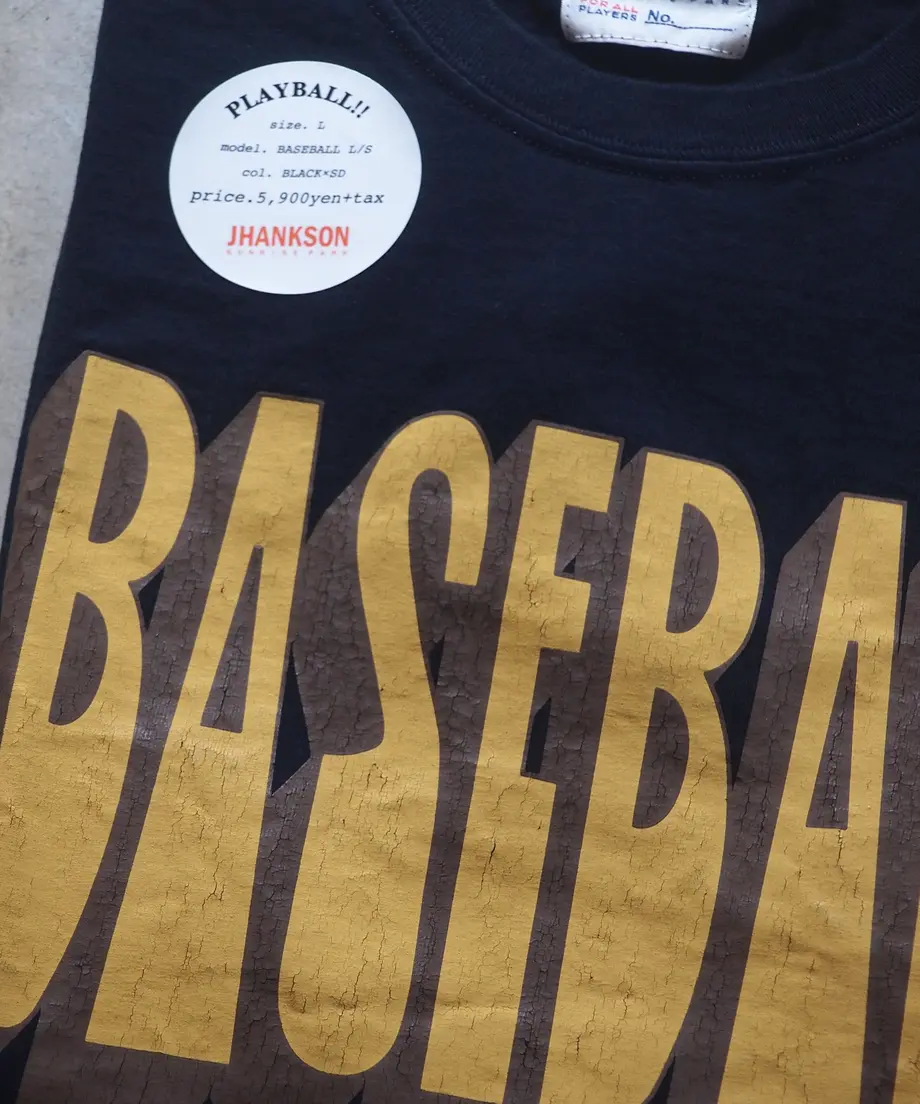 FOR ALL
PLAYERS No.
PLAYBALL!!
size. L
model. BASEBALL L/S
col. BLACK×SD
price.5,900yen+tax
JHANKSON
SUNRISE PARK
BASEBA